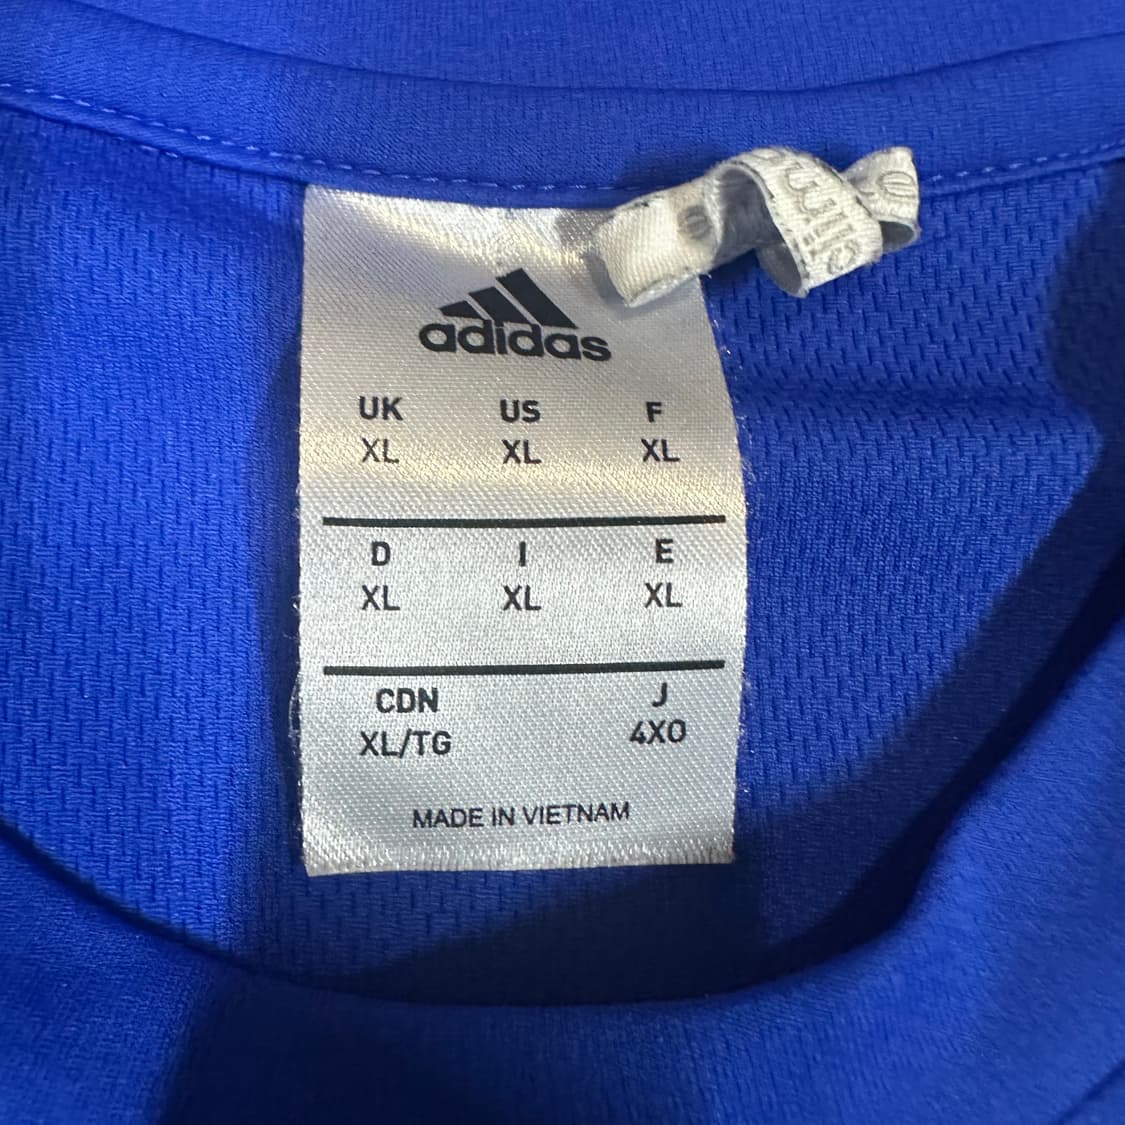 adidas
UK US F
XL XL XL
D I E
XL XL XL
CDN J
XL/TG 4XO
MADE IN VIETNAM